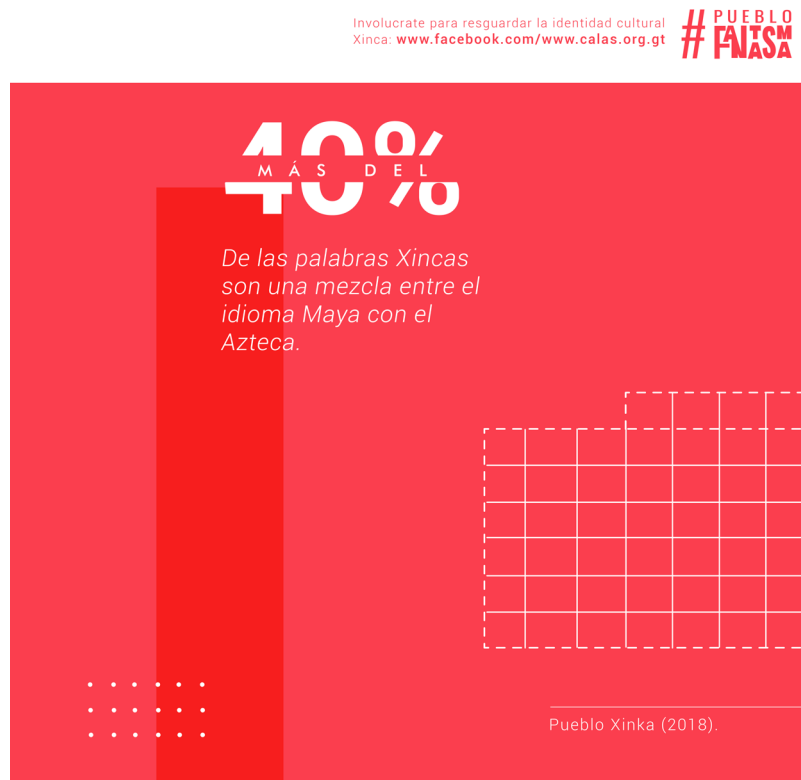 Involucrate para resguardar la identidad cultural
Xinca: www.facebook.com/www.calas.org.gt
# PUEBLO
FANTASMA
MÁS DEL
40%
De las palabras Xincas
son una mezcla entre el
idioma Maya con el
Azteca.
Pueblo Xinka (2018).